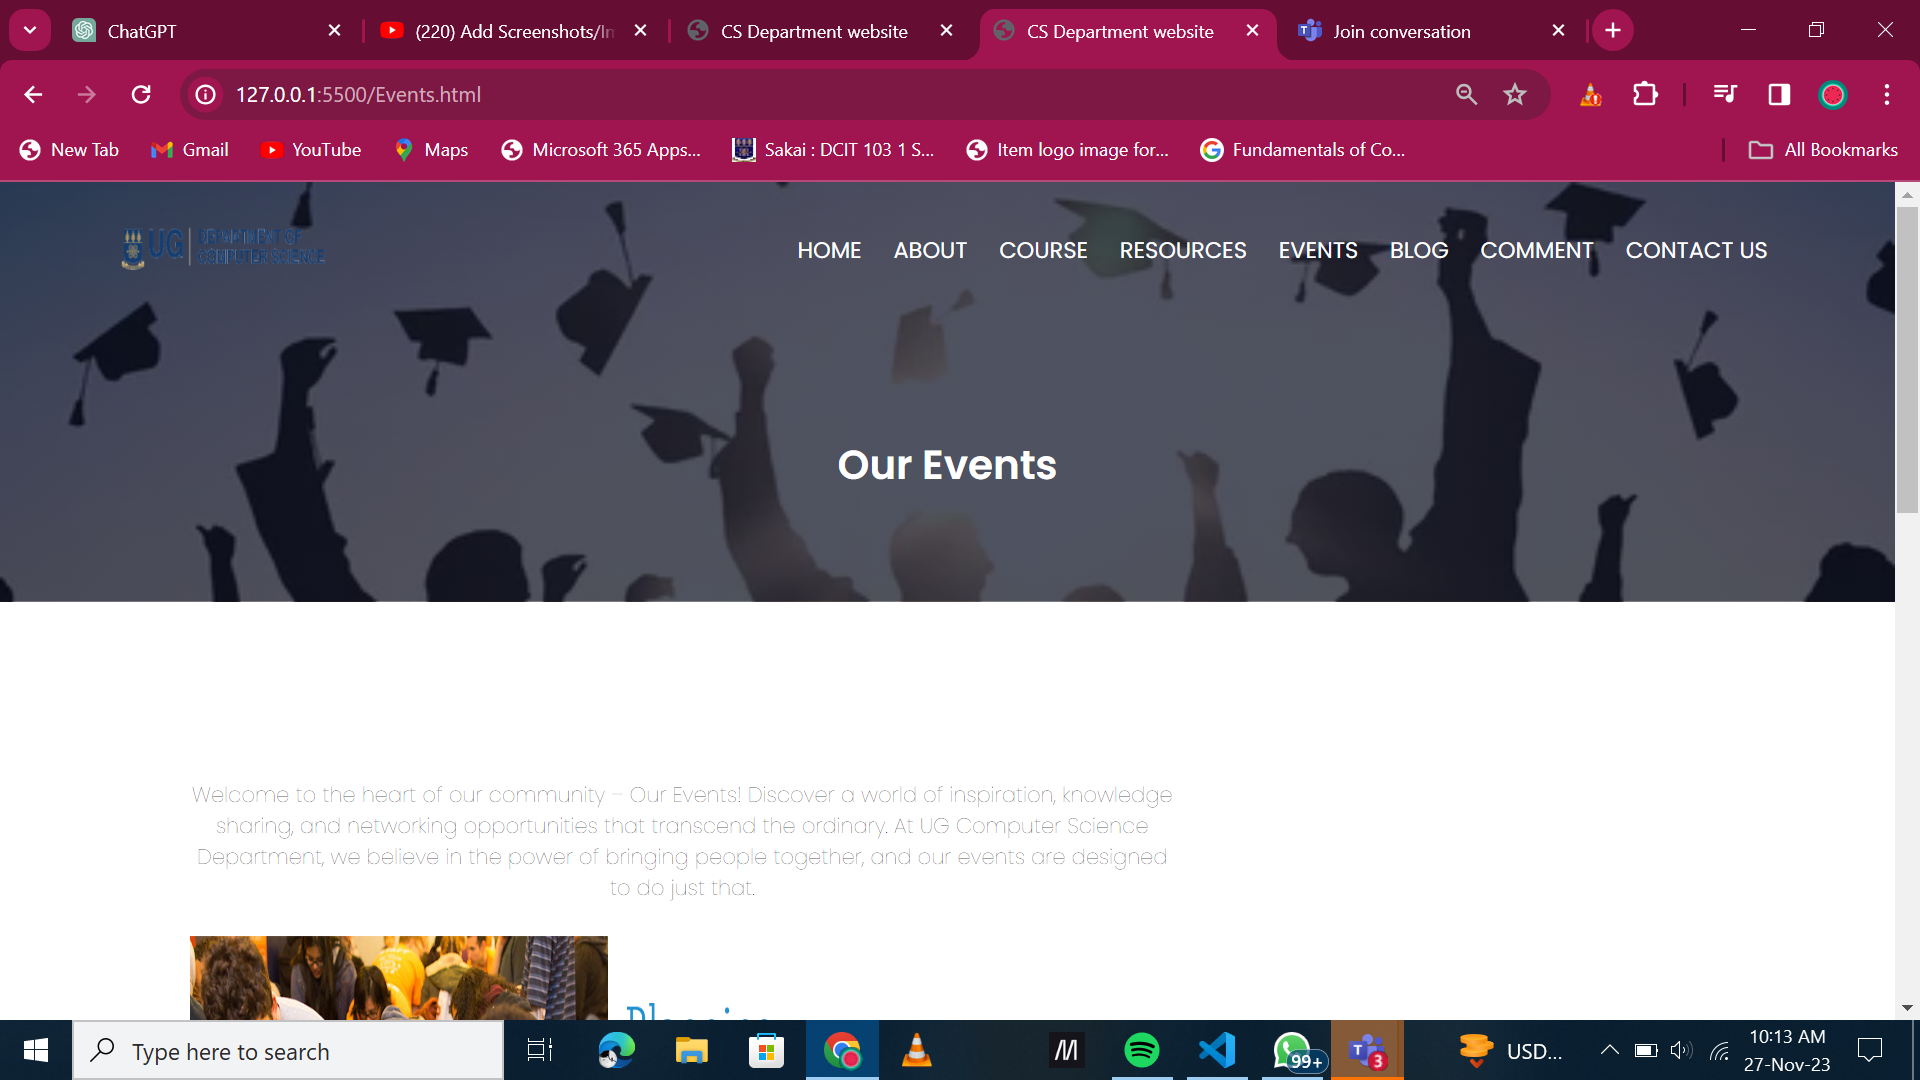 ChatGPT
(220) Add Screenshots/In
CS Department website
CS Department website
Join conversation
127.0.0.1:5500/Events.html
New Tab
Gmail
YouTube
Maps
Microsoft 365 Apps...
Sakai : DCIT 103 1 S...
Item logo image for...
Fundamentals of Co...
All Bookmarks
UG
DEPARTMENT OF
COMPUTER SCIENCE
HOME
ABOUT
COURSE
RESOURCES
EVENTS
BLOG
COMMENT
CONTACT US
Our Events
Welcome to the heart of our community – Our Events! Discover a world of inspiration, knowledge
sharing, and networking opportunities that transcend the ordinary. At UG Computer Science
Department, we believe in the power of bringing people together, and our events are designed
to do just that.
Planning
Type here to search
99+
3
USD...
10:13 AM
27-Nov-23